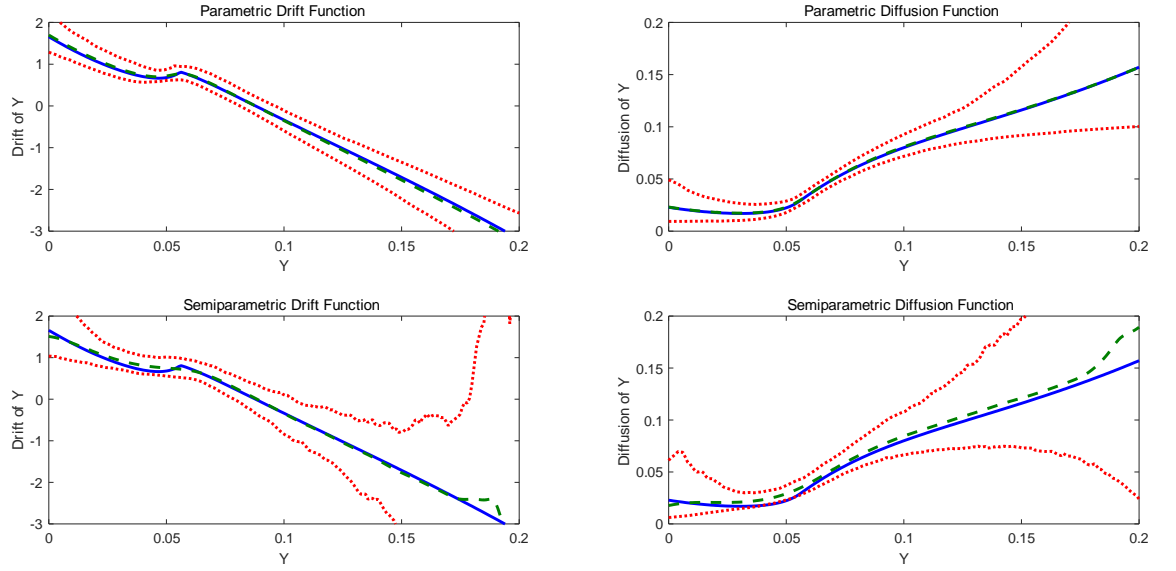 Parametric Drift Function
2
1
0
-1
-2
-3
Drift of Y
0 0.05 0.1 0.15 0.2
Y
Parametric Diffusion Function
0.2
0.15
0.1
0.05
0
Diffusion of Y
0 0.05 0.1 0.15 0.2
Y
Semiparametric Drift Function
2
1
0
-1
-2
-3
Drift of Y
0 0.05 0.1 0.15 0.2
Y
Semiparametric Diffusion Function
0.2
0.15
0.1
0.05
0
Diffusion of Y
0 0.05 0.1 0.15 0.2
Y